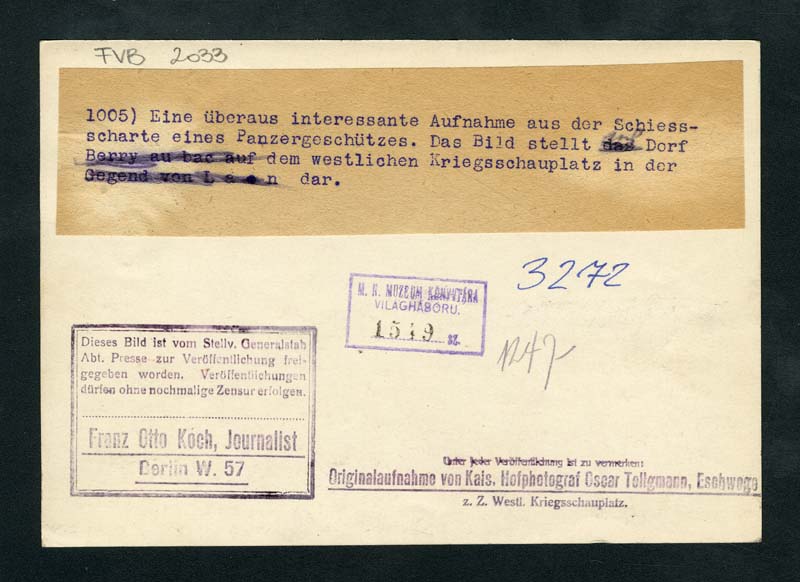 FVB 2033
1005) Eine überaus interessante Aufnahme aus der Schiess-
scharte eines Panzergeschützes. Das Bild stellt das Dorf
Berry au bac auf dem westlichen Kriegsschauplatz in der
Gegend von L a o n dar.
3272
M. N. MUZEUM KÖNYVTÁRA
VILÁGHÁBORU.
1549 sz.
1247
Dieses Bild ist vom Stellv. Generalstab
Abt. Presse zur Veröffentlichung frei-
gegeben worden. Veröffentlichungen
dürfen ohne nochmalige Zensur erfolgen.
Franz Otto Koch, Journalist
Berlin W. 57
Unter jeder Veröffentlichung ist zu vermerken:
Originalaufnahme von Kais. Hofphotograf Oscar Tellgmann, Eschwege
z. Z. Westl. Kriegsschauplatz.